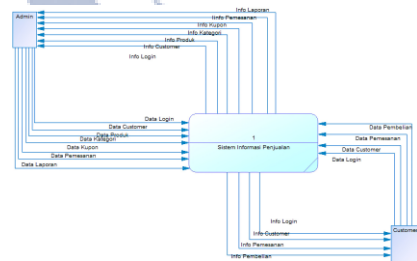 Info Laporan
Admin
Info Pemesanan
Info Kupon
Info Kategori
Info Produk
Info Customer
Info Login
Data Login
Data Customer
Data Produk
Data Kategori
Data Kupon
Data Pemesanan
Data Laporan
1
Sistem Informasi Penjualan
Data Pembelian
Data Pemesanan
Data Customer
Data Login
Info Login
Customer
Info Customer
Info Pemesanan
Info Pembelian